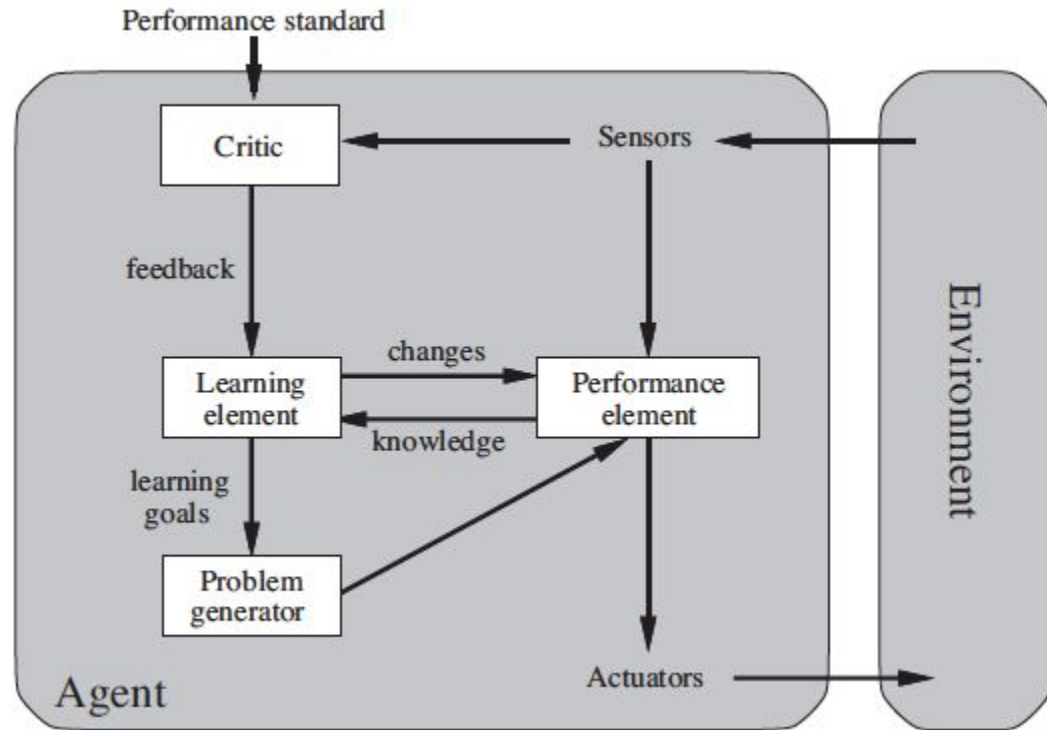 Performance standard
Critic
Sensors
feedback
changes
Learning
element
Performance
element
knowledge
learning
goals
Problem
generator
Agent
Actuators
Environment